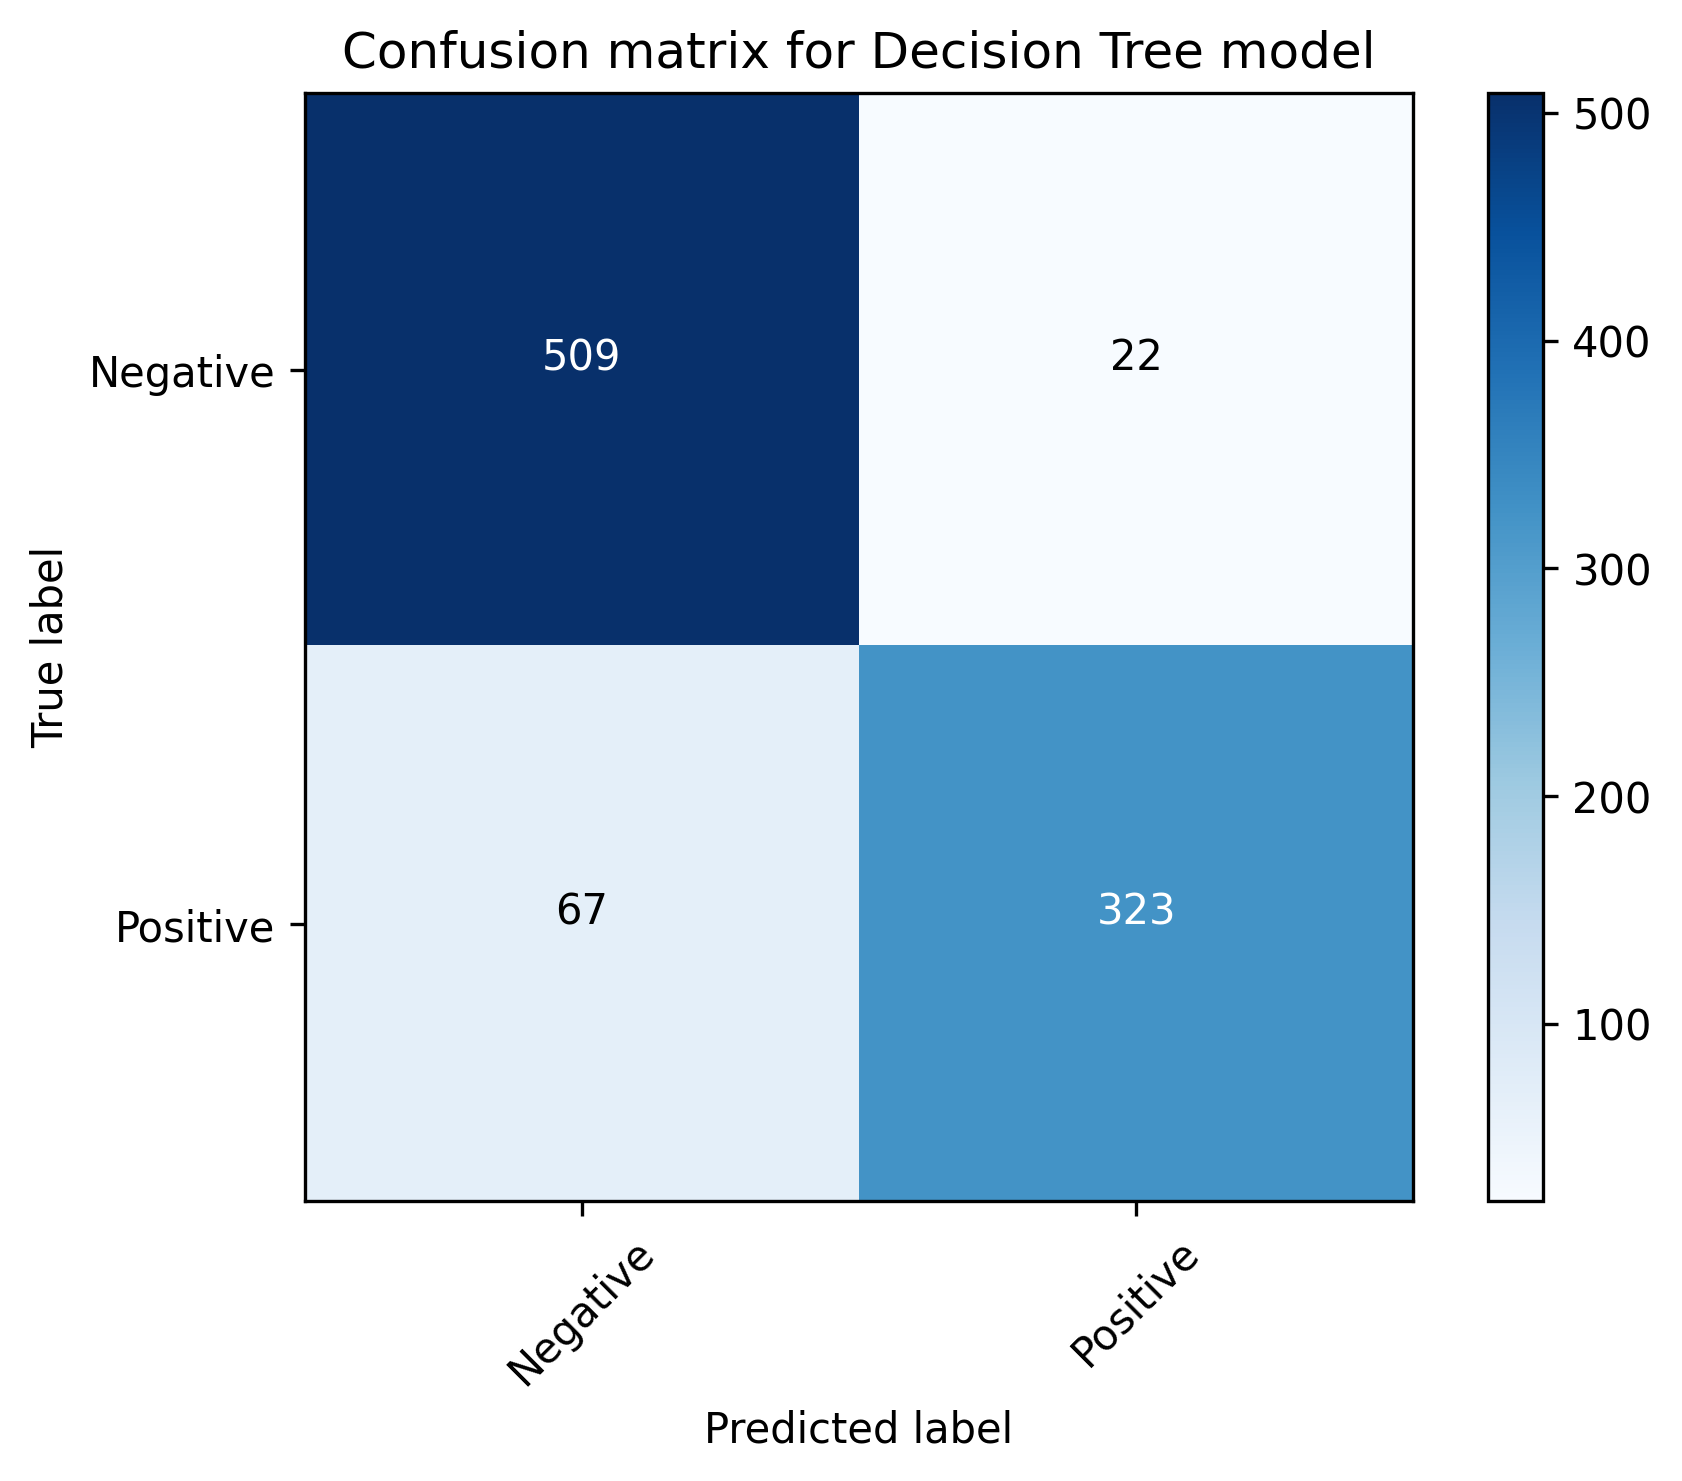 Confusion matrix for Decision Tree model
500
400
300
200
100
True label
Negative
509
22
Positive
67
323
Negative
Positive
Predicted label